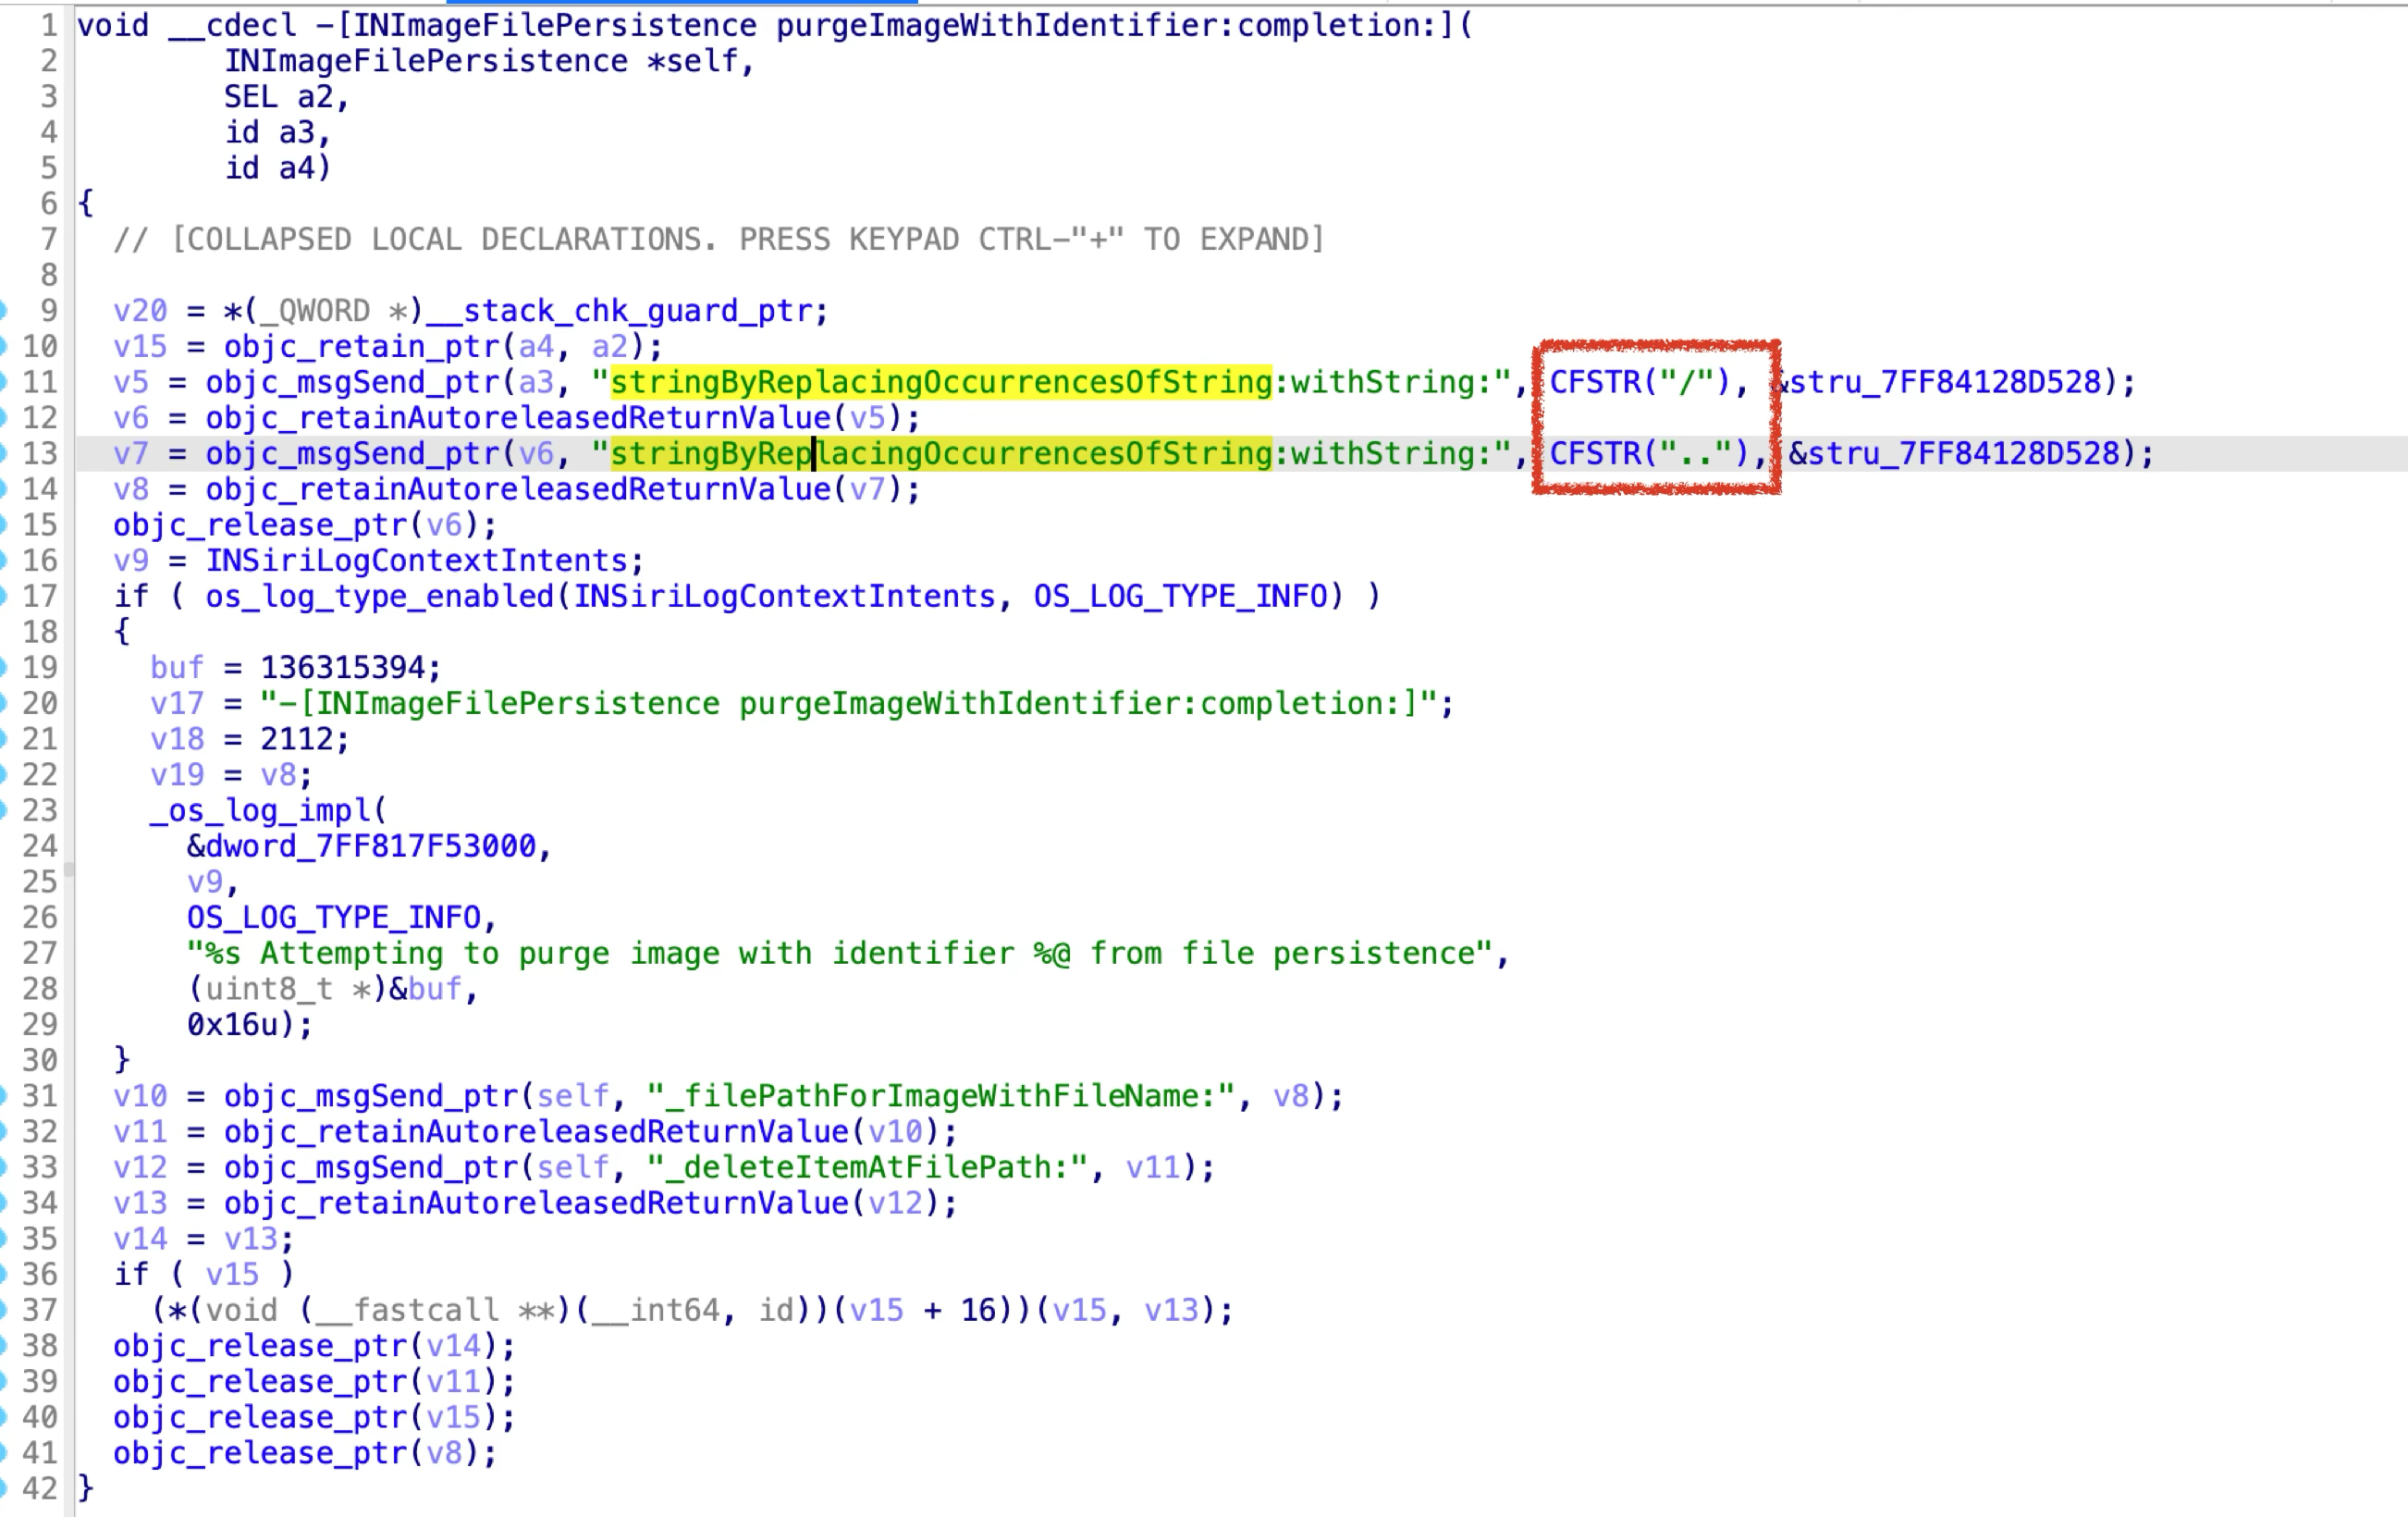 1 void __cdecl -[INImageFilePersistence purgeImageWithIdentifier:completion:](
2 INImageFilePersistence *self,
3 SEL a2,
4 id a3,
5 id a4)
6 {
7 // [COLLAPSED LOCAL DECLARATIONS. PRESS KEYPAD CTRL-"+" TO EXPAND]
8
9 v20 = *(_QWORD *)__stack_chk_guard_ptr;
10 v15 = objc_retain_ptr(a4, a2);
11 v5 = objc_msgSend_ptr(a3, "stringByReplacingOccurrencesOfString:withString:", CFSTR("/"), &stru_7FF84128D528);
12 v6 = objc_retainAutoreleasedReturnValue(v5);
13 v7 = objc_msgSend_ptr(v6, "stringByReplacingOccurrencesOfString:withString:", CFSTR(".."), &stru_7FF84128D528);
14 v8 = objc_retainAutoreleasedReturnValue(v7);
15 objc_release_ptr(v6);
16 v9 = INSiriLogContextIntents;
17 if ( os_log_type_enabled(INSiriLogContextIntents, OS_LOG_TYPE_INFO) )
18 {
19 buf = 136315394;
20 v17 = "-[INImageFilePersistence purgeImageWithIdentifier:completion:]";
21 v18 = 2112;
22 v19 = v8;
23 _os_log_impl(
24 &dword_7FF817F53000,
25 v9,
26 OS_LOG_TYPE_INFO,
27 "%s Attempting to purge image with identifier %@ from file persistence",
28 (uint8_t *)&buf,
29 0x16u);
30 }
31 v10 = objc_msgSend_ptr(self, "_filePathForImageWithFileName:", v8);
32 v11 = objc_retainAutoreleasedReturnValue(v10);
33 v12 = objc_msgSend_ptr(self, "_deleteItemAtFilePath:", v11);
34 v13 = objc_retainAutoreleasedReturnValue(v12);
35 v14 = v13;
36 if ( v15 )
37 (*(void (__fastcall **)(__int64, id))(v15 + 16))(v15, v13);
38 objc_release_ptr(v14);
39 objc_release_ptr(v11);
40 objc_release_ptr(v15);
41 objc_release_ptr(v8);
42 }